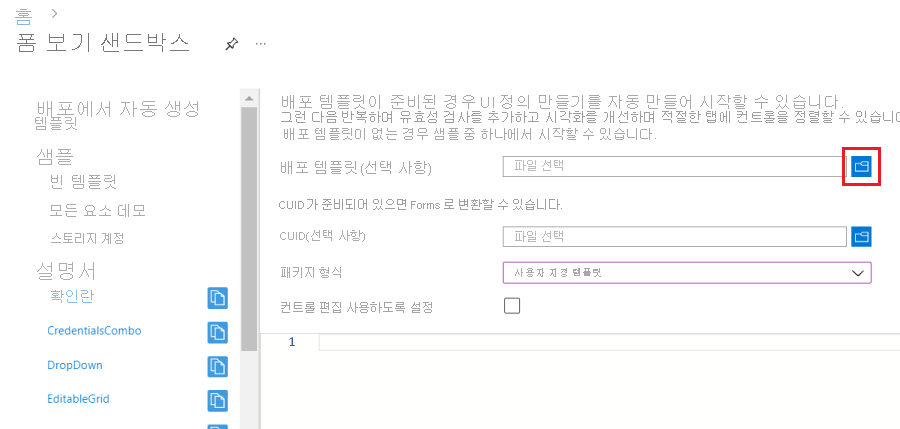 홈
폼 보기 샌드박스 ...
배포에서 자동 생성
템플릿
샘플
빈 템플릿
모든 요소 데모
스토리지 계정
설명서
확인란
CredentialsCombo
DropDown
EditableGrid
배포 템플릿이 준비된 경우 UI 정의 만들기를 자동 만들어 시작할 수 있습니다.
그런 다음 반복하며 유효성 검사를 추가하고 시각화를 개선하며 적절한 탭에 컨트롤을 정렬할 수 있습니다
배포 템플릿이 없는 경우 샘플 중 하나에서 시작할 수 있습니다.
배포 템플릿(선택 사항) 파일 선택
CUID가 준비되어 있으면 Forms 로 변환할 수 있습니다.
CUID(선택 사항) 파일 선택
패키지 형식 사용자 지정 템플릿
컨트롤 편집 사용하도록 설정
1